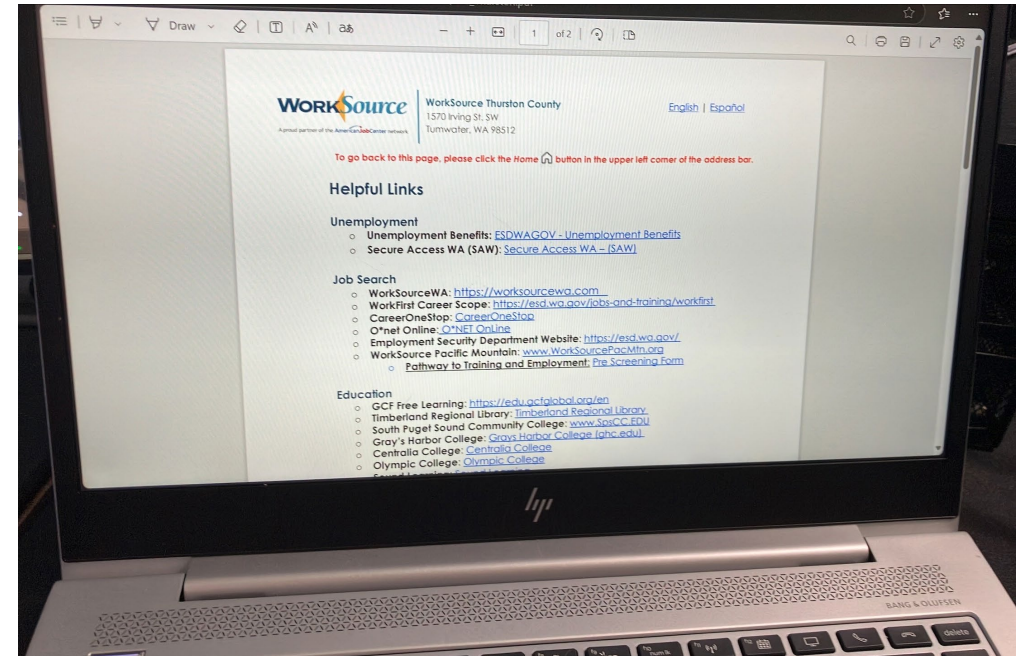 Draw
aあ
1 of 2
WORKSource
A proud partner of the AmericanJobCenter network
WorkSource Thurston County
1570 Irving St. SW
Tumwater, WA 98512
English | Español
To go back to this page, please click the Home button in the upper left corner of the address bar.
Helpful Links
Unemployment
Unemployment Benefits: ESDWAGOV - Unemployment Benefits
Secure Access WA (SAW): Secure Access WA – (SAW)
Job Search
WorkSourceWA: https://worksourcewa.com
WorkFirst Career Scope: https://esd.wa.gov/jobs-and-training/workfirst
CareerOneStop: CareerOneStop
O*net Online: O*NET OnLine
Employment Security Department Website: https://esd.wa.gov/
WorkSource Pacific Mountain: www.WorkSourcePacMtn.org
Pathway to Training and Employment: Pre Screening Form
Education
GCF Free Learning: https://edu.gcfglobal.org/en
Timberland Regional Library: Timberland Regional Library
South Puget Sound Community College: www.SpsCC.EDU
Gray's Harbor College: Grays Harbor College (ghc.edu)
Centralia College: Centralia College
Olympic College: Olympic College
hp
BANG & OLUFSEN
num lk
delete